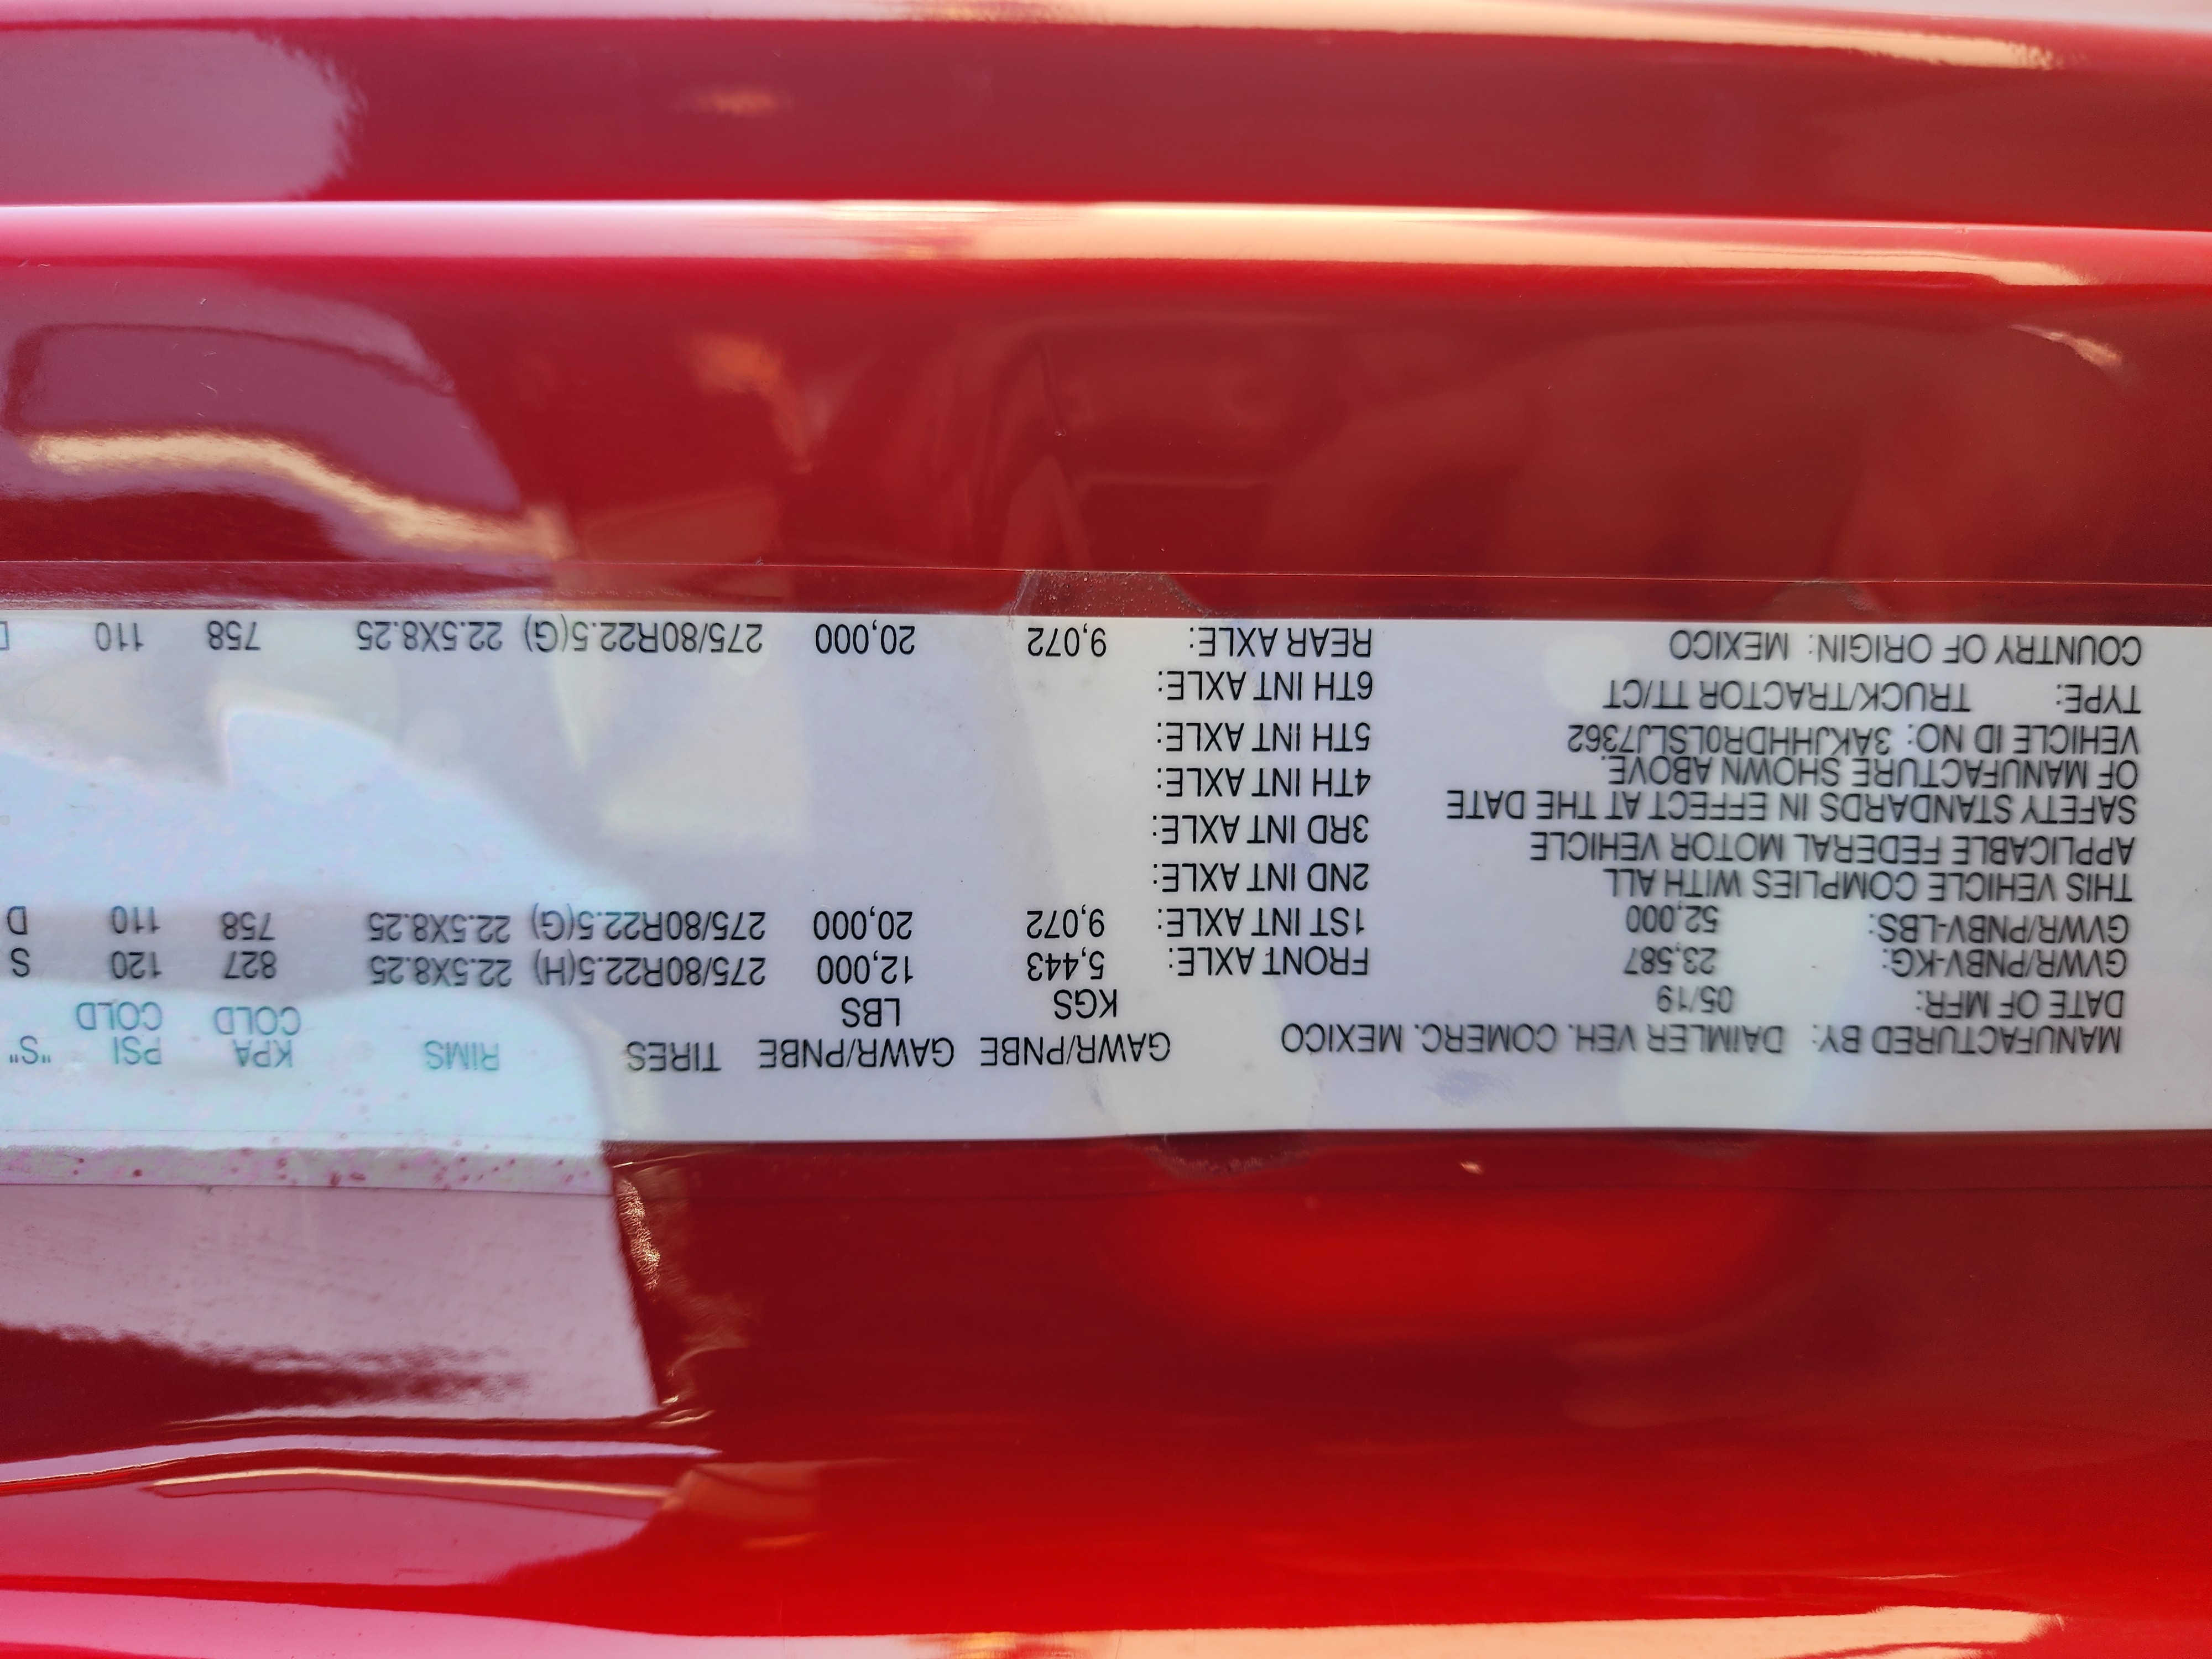 MANUFACTURED BY: DAIMLER VEH. COMERC. MEXICO
DATE OF MFR: 05/19
GVWR/PNBV-KG: 23,587
GVWR/PNBV-LBS: 52,000
THIS VEHICLE COMPLIES WITH ALL
APPLICABLE FEDERAL MOTOR VEHICLE
SAFETY STANDARDS IN EFFECT AT THE DATE
OF MANUFACTURE SHOWN ABOVE.
VEHICLE ID NO: 3AKJHHDR0LSLJ7362
TYPE: TRUCK/TRACTOR TT/CT
COUNTRY OF ORIGIN: MEXICO
GAWR/PNBE GAWR/PNBE TIRES RIMS KPA PSI "S"
KGS LBS COLD COLD
FRONT AXLE: 5,443 12,000 275/80R22.5(H) 22.5X8.25 827 120 S
1ST INT AXLE: 9,072 20,000 275/80R22.5(G) 22.5X8.25 758 110 D
2ND INT AXLE:
3RD INT AXLE:
4TH INT AXLE:
5TH INT AXLE:
6TH INT AXLE:
REAR AXLE: 9,072 20,000 275/80R22.5(G) 22.5X8.25 758 110